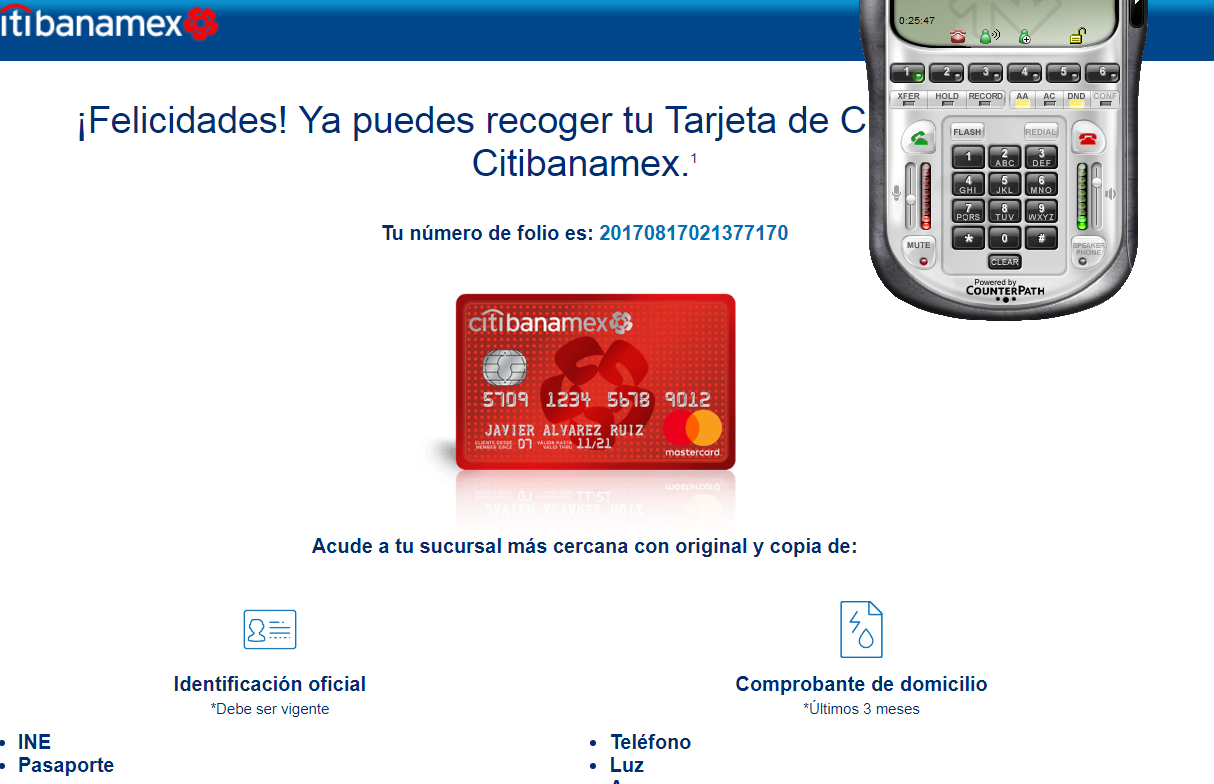 citibanamex
¡Felicidades! Ya puedes recoger tu Tarjeta de C
Citibanamex.¹
Tu número de folio es: 20170817021377170
citibanamex
5709 1234 5678 9012
JAVIER ALVAREZ RUIZ
CLIENTE DESDE
MEMBER SINCE
07
VÁLIDA HASTA
VALID THRU
11/21
mastercard
Acude a tu sucursal más cercana con original y copia de:
Identificación oficial
*Debe ser vigente
INE
Pasaporte
Comprobante de domicilio
*Últimos 3 meses
Teléfono
Luz
0:25:47
1 2 3 4 5 6
XFER HOLD RECORD AA AC DND CONF
FLASH REDIAL
1 2 ABC 3 DEF
4 GHI 5 JKL 6 MNO
7 PQRS 8 TUV 9 WXYZ
* 0 #
MUTE
SPEAKER
PHONE
CLEAR
Powered by
COUNTERPATH